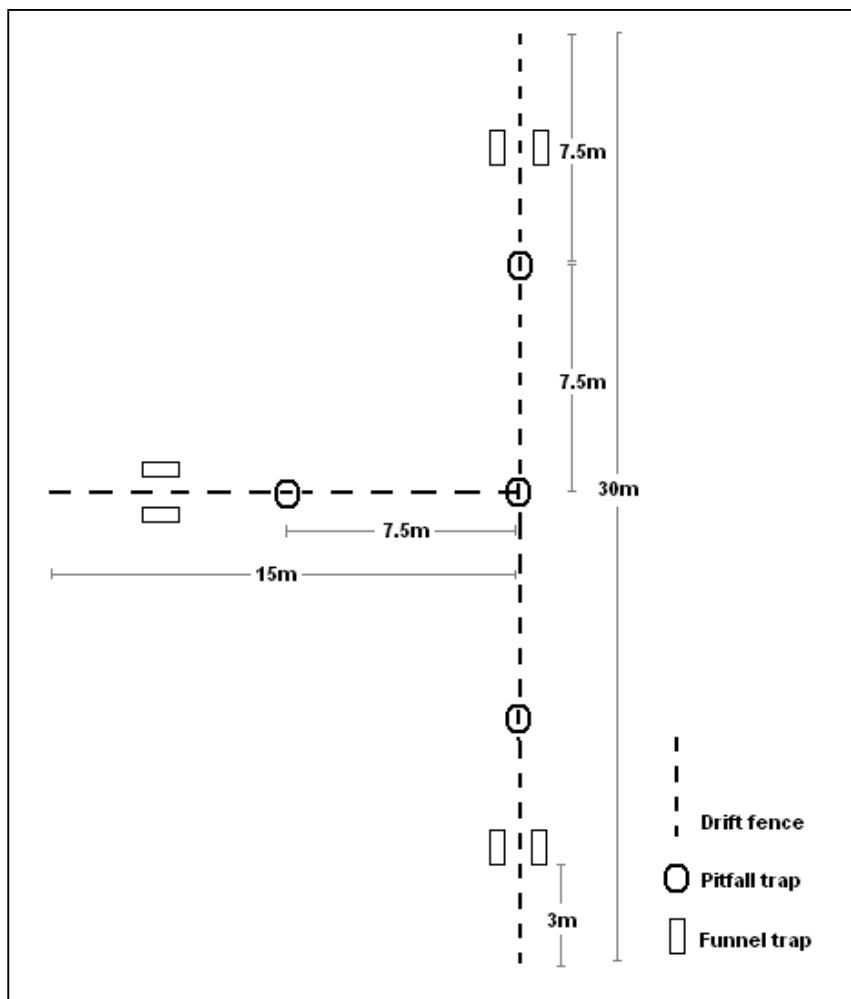 7.5m
7.5m
30m
7.5m
15m
Drift fence
Pitfall trap
3m
Funnel trap